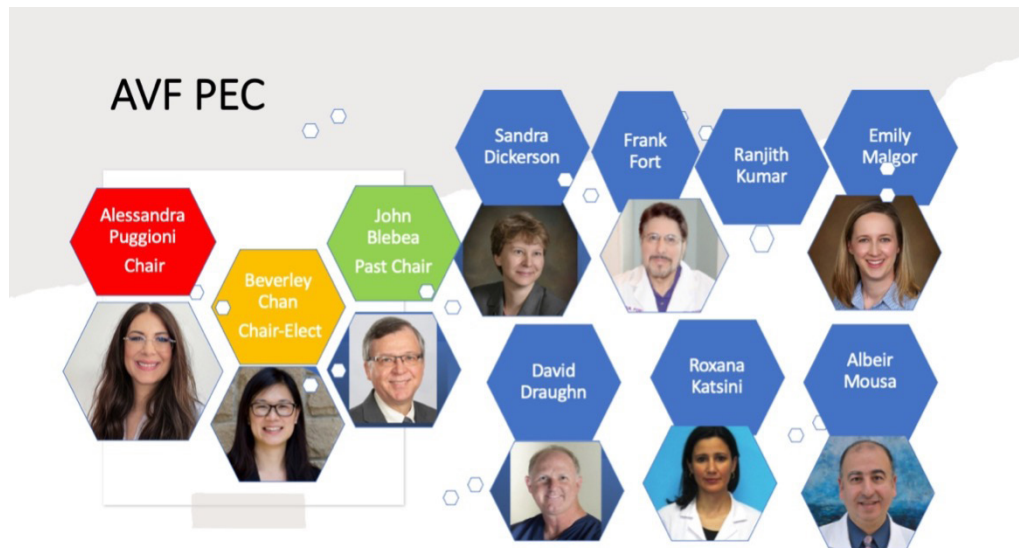 AVF PEC
Alessandra
Puggioni
Chair
Beverley
Chan
Chair-Elect
John
Blebea
Past Chair
Sandra
Dickerson
Frank
Fort
Ranjith
Kumar
Emily
Malgor
David
Draughn
Roxana
Katsini
Albeir
Mousa